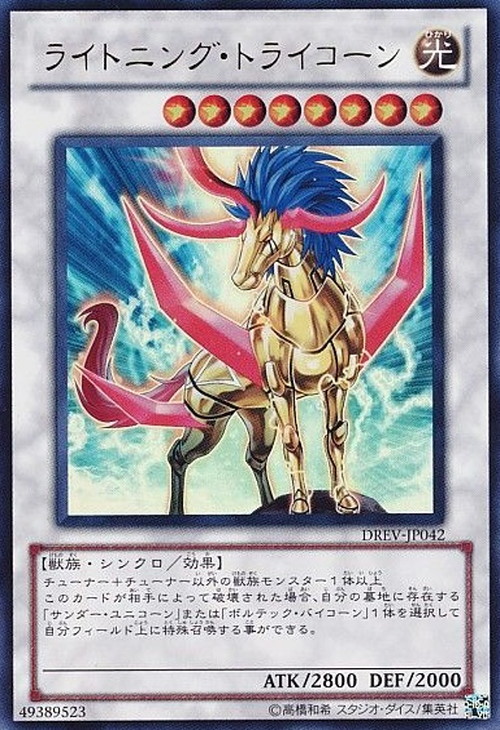 ライトニング・トライコーン
ひかり
光
DREV-JP042
【獣族・シンクロ／効果】
チューナー＋チューナー以外の獣族モンスター１体以上
このカードが相手によって破壊された場合、自分の墓地に存在する
「サンダー・ユニコーン」または「ボルテック・バイコーン」１体を選択して
自分フィールド上に特殊召喚する事ができる。
ATK/2800 DEF/2000
49389523
©高橋和希 スタジオ・ダイス/集英社